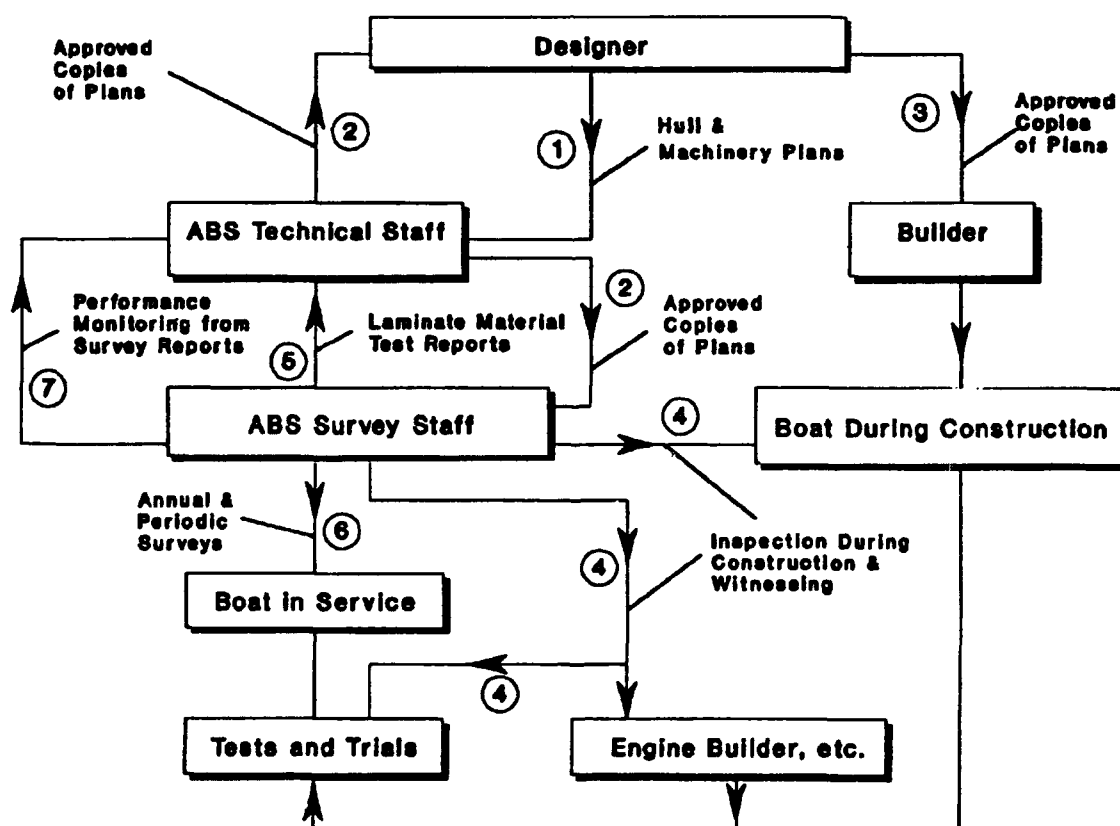 Designer
Approved
Copies
of Plans
2
1
Hull &
Machinery Plans
3
Approved
Copies
of Plans
ABS Technical Staff
Builder
Performance
Monitoring from
Survey Reports
7
5
Laminate Material
Test Reports
2
Approved
Copies
of Plans
ABS Survey Staff
4
Boat During Construction
Annual &
Periodic
Surveys
6
4
Inspection During
Construction &
Witnessing
Boat in Service
4
Tests and Trials
Engine Builder, etc.